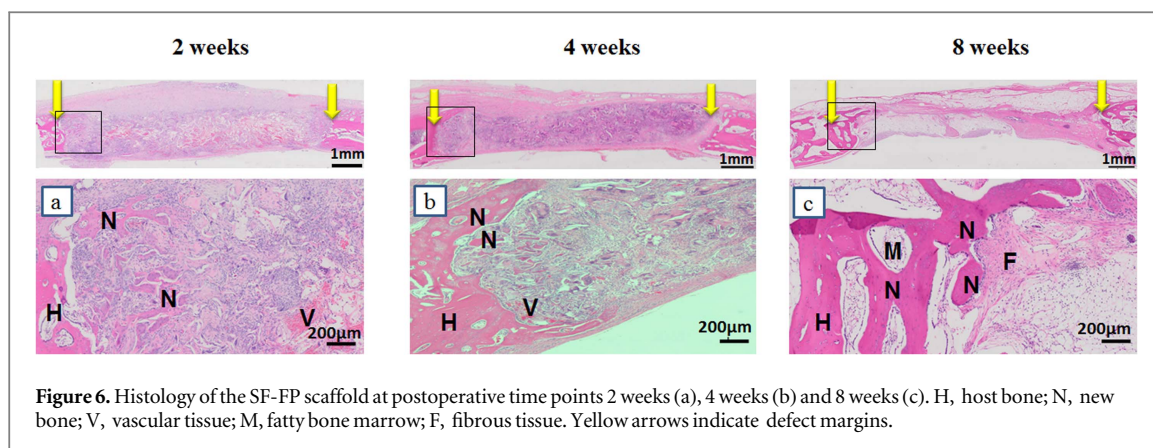 2 weeks 4 weeks 8 weeks
1mm 1mm 1mm
a b c
N N N
N N M F
N N N
H V H V H
200μm 200μm 200μm
Figure 6. Histology of the SF-FP scaffold at postoperative time points 2 weeks (a), 4 weeks (b) and 8 weeks (c). H, host bone; N, new
bone; V, vascular tissue; M, fatty bone marrow; F, fibrous tissue. Yellow arrows indicate defect margins.